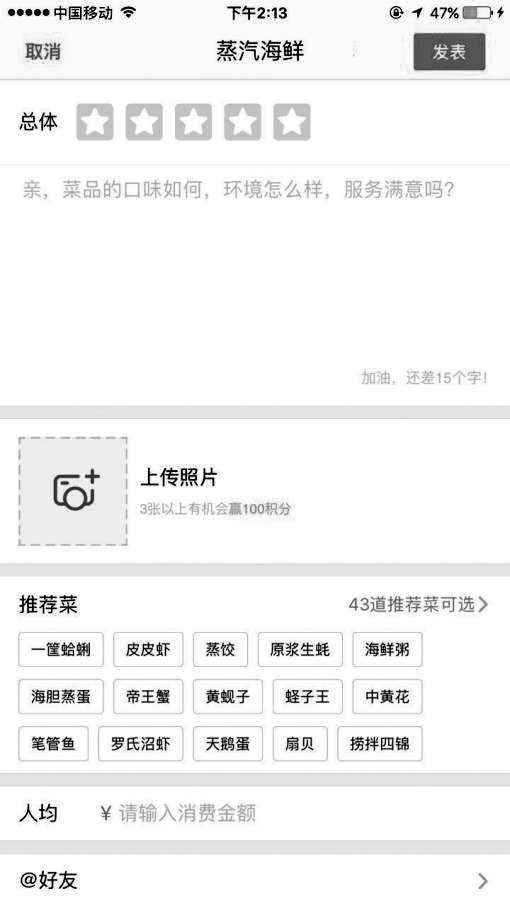 中国移动 下午2:13 47%
取消 蒸汽海鲜 发表
总体
亲，菜品的口味如何，环境怎么样，服务满意吗？
加油，还差15个字！
上传照片
3张以上有机会赢100积分
推荐菜 43道推荐菜可选
一筐蛤蜊 皮皮虾 蒸饺 原浆生蚝 海鲜粥
海胆蒸蛋 帝王蟹 黄蚬子 蛏子王 中黄花
笔管鱼 罗氏沼虾 天鹅蛋 扇贝 捞拌四锦
人均 ¥ 请输入消费金额
@好友